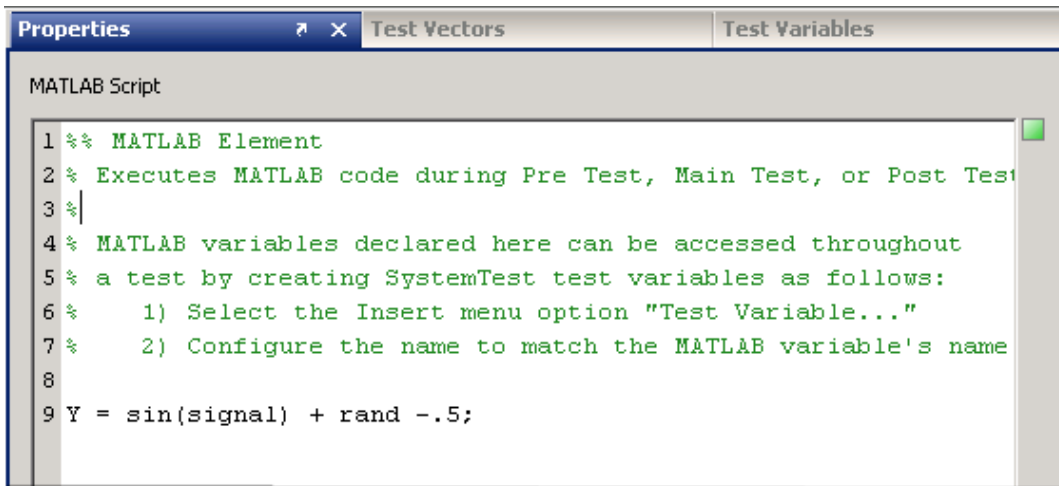 Properties Test Vectors Test Variables
MATLAB Script
1 %% MATLAB Element
2 % Executes MATLAB code during Pre Test, Main Test, or Post Test
3 %
4 % MATLAB variables declared here can be accessed throughout
5 % a test by creating SystemTest test variables as follows:
6 %    1) Select the Insert menu option "Test Variable..."
7 %    2) Configure the name to match the MATLAB variable's name
8
9 Y = sin(signal) + rand -.5;